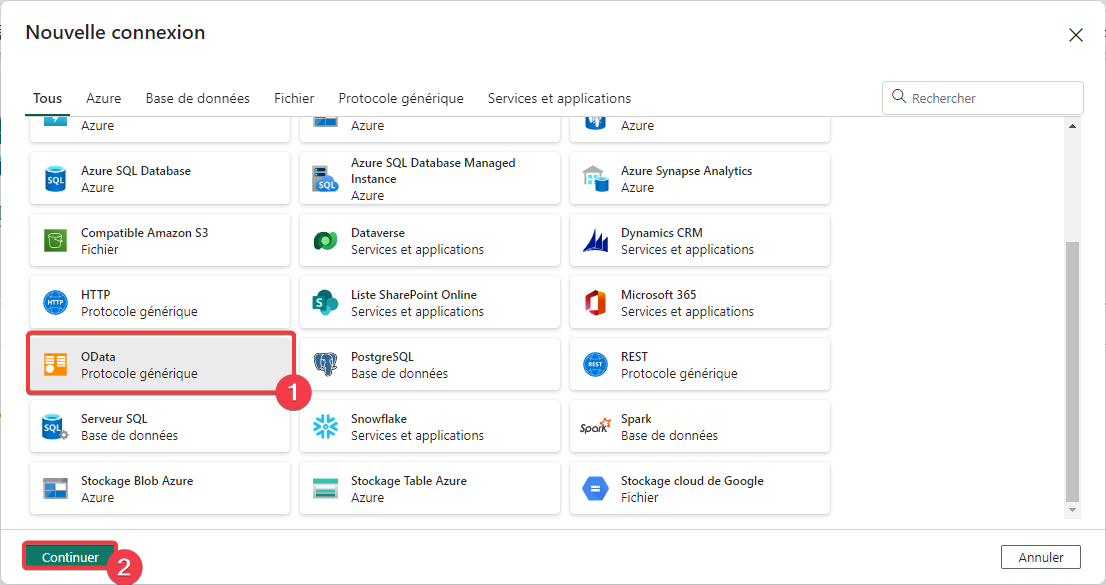 Nouvelle connexion
Tous Azure Base de données Fichier Protocole générique Services et applications Rechercher
Azure Azure Azure
Azure SQL Database
Azure
Azure SQL Database Managed
Instance
Azure
Azure Synapse Analytics
Azure
Compatible Amazon S3
Fichier
Dataverse
Services et applications
Dynamics CRM
Services et applications
HTTP
HTTP
Protocole générique
S
Liste SharePoint Online
Services et applications
Microsoft 365
Services et applications
OData
Protocole générique
1
PostgreSQL
Base de données
REST
REST
Protocole générique
SQL
Serveur SQL
Base de données
Snowflake
Services et applications
Spark
Spark
Base de données
Stockage Blob Azure
Azure
Stockage Table Azure
Azure
Stockage cloud de Google
Fichier
Continuer
2
Annuler